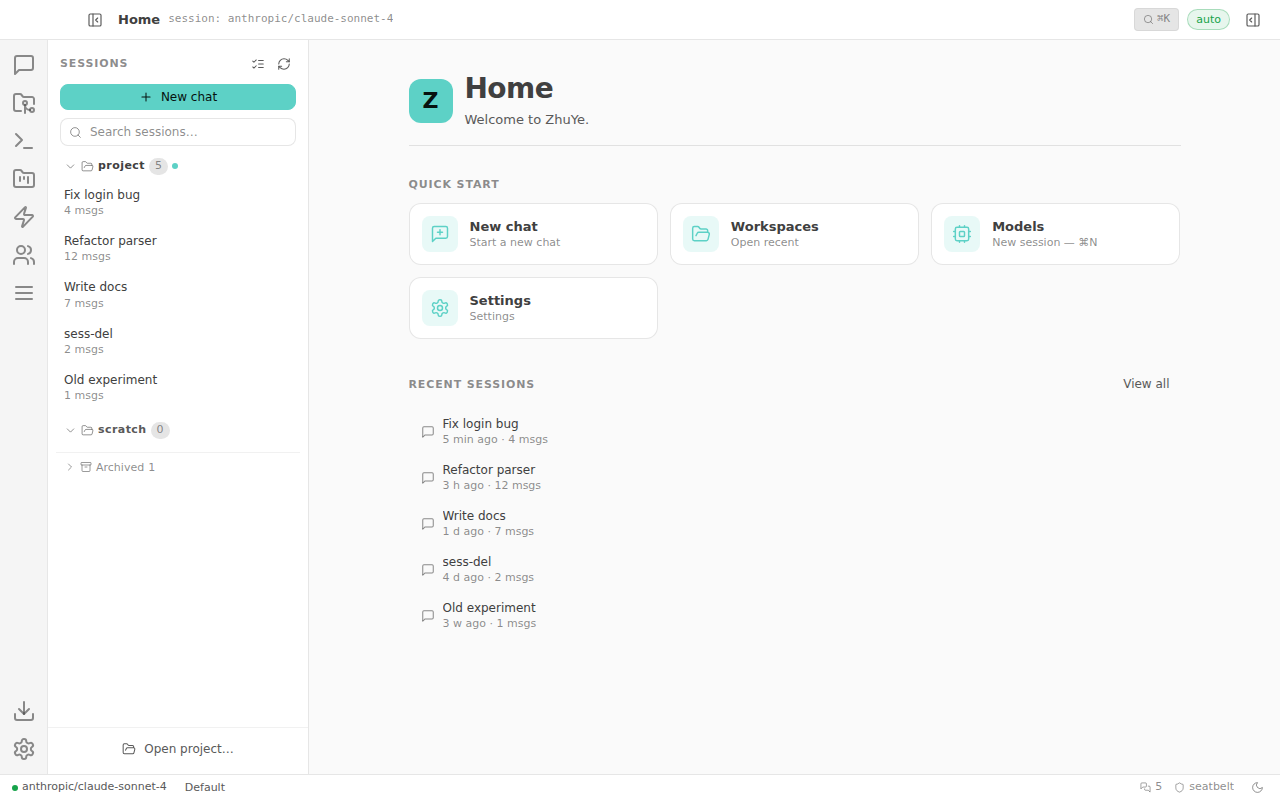 Home session: anthropic/claude-sonnet-4
⌘K
auto
SESSIONS
New chat
Search sessions…
project 5
Fix login bug
4 msgs
Refactor parser
12 msgs
Write docs
7 msgs
sess-del
2 msgs
Old experiment
1 msgs
scratch 0
Archived 1
Open project…
Z
Home
Welcome to ZhuYe.
QUICK START
New chat
Start a new chat
Workspaces
Open recent
Models
New session — ⌘N
Settings
Settings
RECENT SESSIONS
View all
Fix login bug
5 min ago · 4 msgs
Refactor parser
3 h ago · 12 msgs
Write docs
1 d ago · 7 msgs
sess-del
4 d ago · 2 msgs
Old experiment
3 w ago · 1 msgs
anthropic/claude-sonnet-4
Default
5
seatbelt